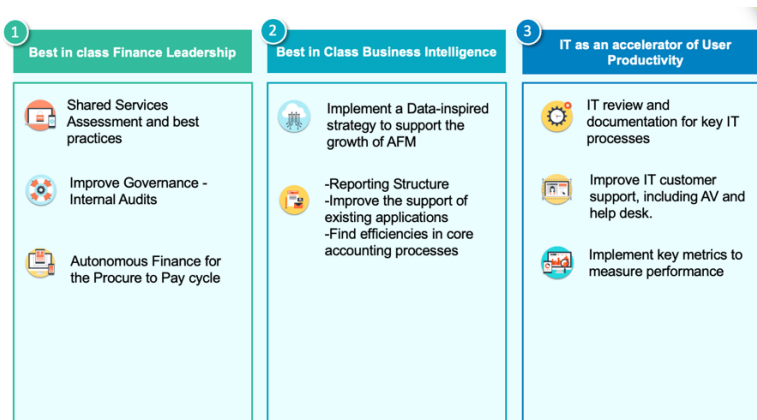 1
Best in class Finance Leadership
Shared Services
Assessment and best
practices
Improve Governance -
Internal Audits
Autonomous Finance for
the Procure to Pay cycle
2
Best in Class Business Intelligence
Implement a Data-inspired
strategy to support the
growth of AFM
-Reporting Structure
-Improve the support of
existing applications
-Find efficiencies in core
accounting processes
3
IT as an accelerator of User
Productivity
IT review and
documentation for key IT
processes
Improve IT customer
support, including AV and
help desk.
Implement key metrics to
measure performance